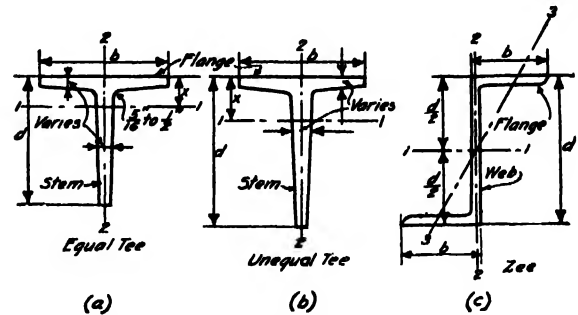 2
b
Flange
x
1
1
Varies
5/16 to 1/2
d
Stem
2
Equal Tee
(a)
2
b
x
1
1
Varies
d
Stem
2
Unequal Tee
(b)
3
2
b
d/2
Flange
d
1
1
d/2
Web
3
b
2
Zee
(c)